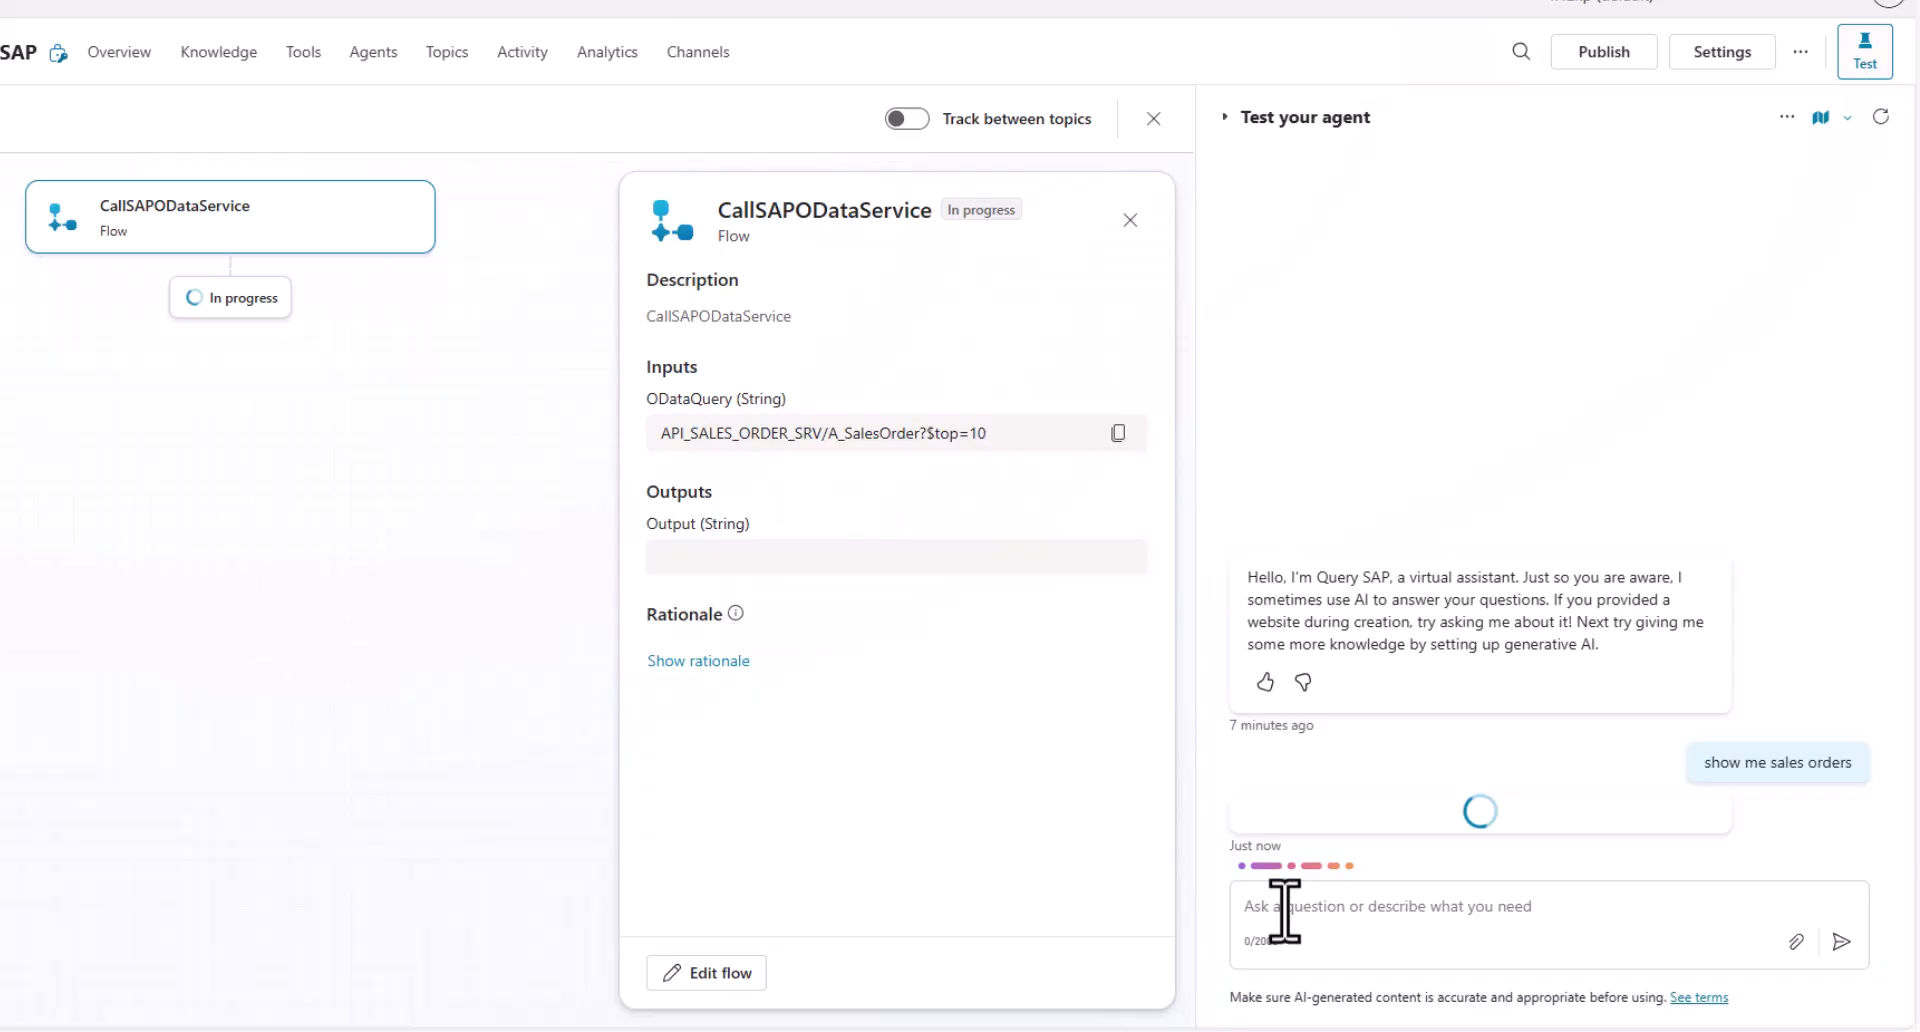 SAP
Overview
Knowledge
Tools
Agents
Topics
Activity
Analytics
Channels
Publish
Settings
Test
Track between topics
Test your agent
CallSAPODataService
Flow
In progress
CallSAPODataService
In progress
Flow
Description
CallSAPODataService
Inputs
ODataQuery (String)
API_SALES_ORDER_SRV/A_SalesOrder?$top=10
Outputs
Output (String)
Rationale
Show rationale
Edit flow
Hello, I'm Query SAP, a virtual assistant. Just so you are aware, I
sometimes use AI to answer your questions. If you provided a
website during creation, try asking me about it! Next try giving me
some more knowledge by setting up generative AI.
7 minutes ago
show me sales orders
Just now
Ask a question or describe what you need
Make sure AI-generated content is accurate and appropriate before using. See terms